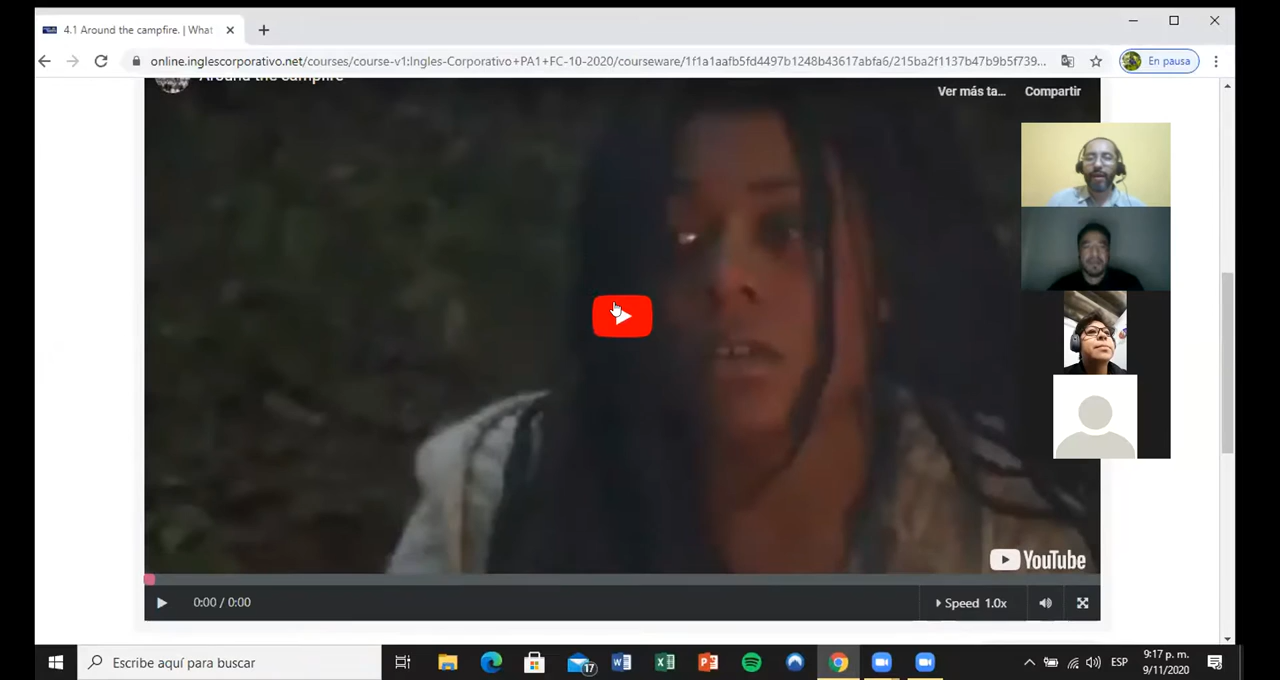 4.1 Around the campfire. | What
online.inglescorporativo.net/courses/course-v1:Ingles-Corporativo+PA1+FC-10-2020/courseware/1f1a1aafb5fd4497b1248b43617abfa6/215ba2f1137b47b9b5f739...
En pausa
Around the campfire
Ver más ta...
Compartir
YouTube
0:00 / 0:00
Speed 1.0x
Escribe aquí para buscar
17
ESP
9:17 p. m.
9/11/2020